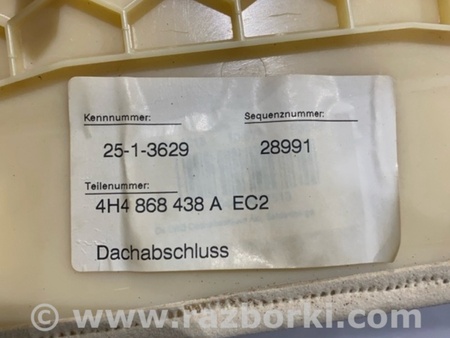 Kennnummer: Sequenznummer:
25-1-3629 28991
Teilenummer:
4H4 868 438 A EC2
Dachabschluss
© www.razborki.com